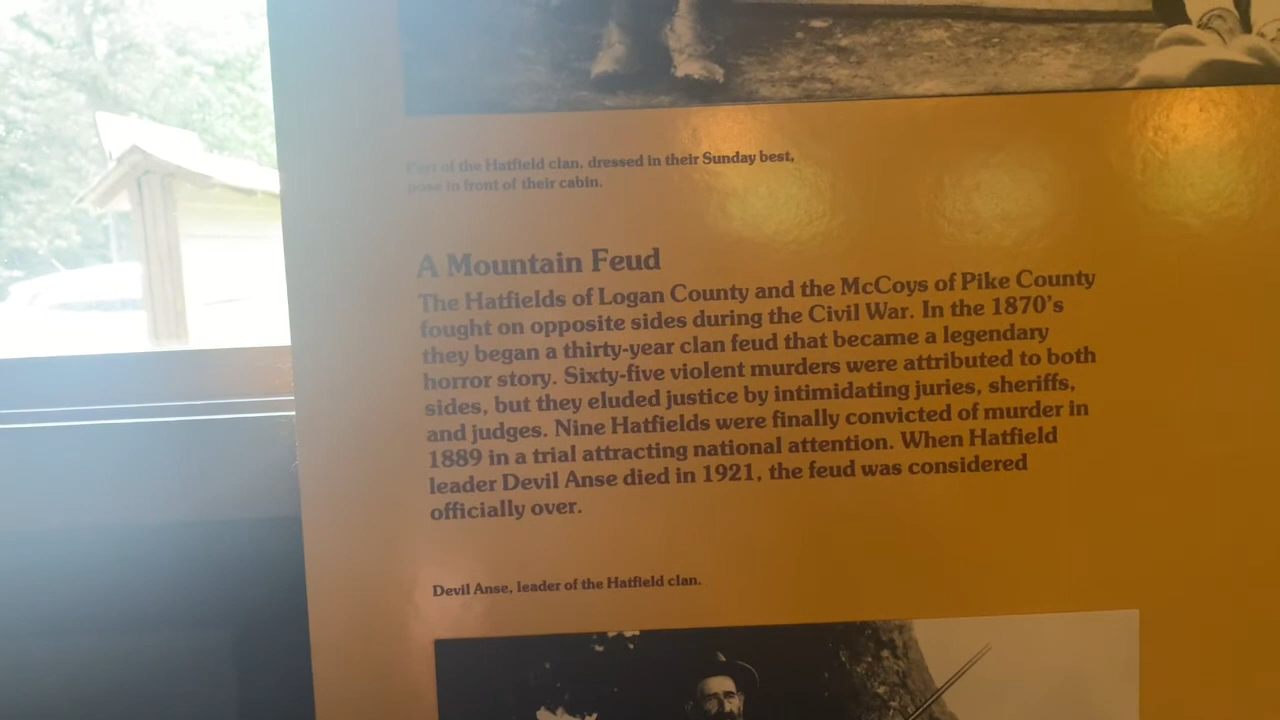 Part of the Hatfield clan, dressed in their Sunday best,
pose in front of their cabin.
A Mountain Feud
The Hatfields of Logan County and the McCoys of Pike County
fought on opposite sides during the Civil War. In the 1870's
they began a thirty-year clan feud that became a legendary
horror story. Sixty-five violent murders were attributed to both
sides, but they eluded justice by intimidating juries, sheriffs,
and judges. Nine Hatfields were finally convicted of murder in
1889 in a trial attracting national attention. When Hatfield
leader Devil Anse died in 1921, the feud was considered
officially over.
Devil Anse, leader of the Hatfield clan.